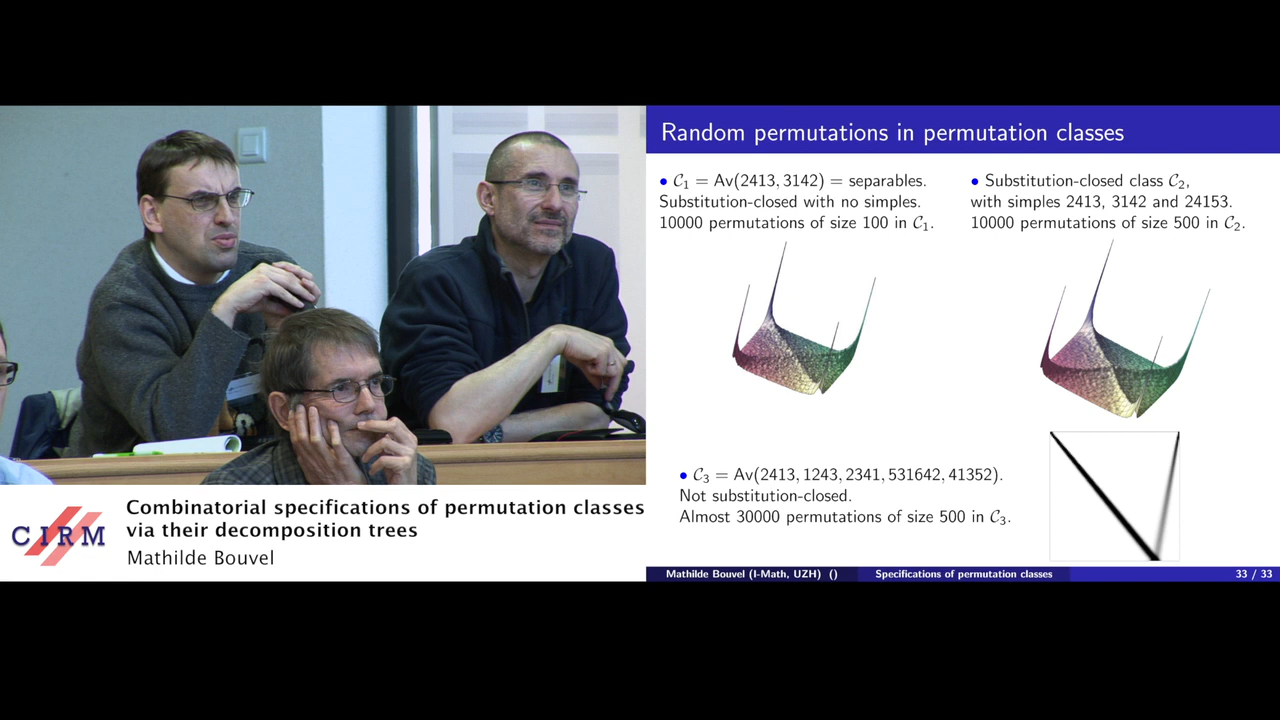 Random permutations in permutation classes
• C₁ = Av(2413, 3142) = separables.
Substitution-closed with no simples.
10000 permutations of size 100 in C₁.
• Substitution-closed class C₂,
with simples 2413, 3142 and 24153.
10000 permutations of size 500 in C₂.
• C₃ = Av(2413, 1243, 2341, 531642, 41352).
Not substitution-closed.
Almost 30000 permutations of size 500 in C₃.
Mathilde Bouvel (I-Math, UZH) () Specifications of permutation classes 33 / 33
CIRM
Combinatorial specifications of permutation classes
via their decomposition trees
Mathilde Bouvel